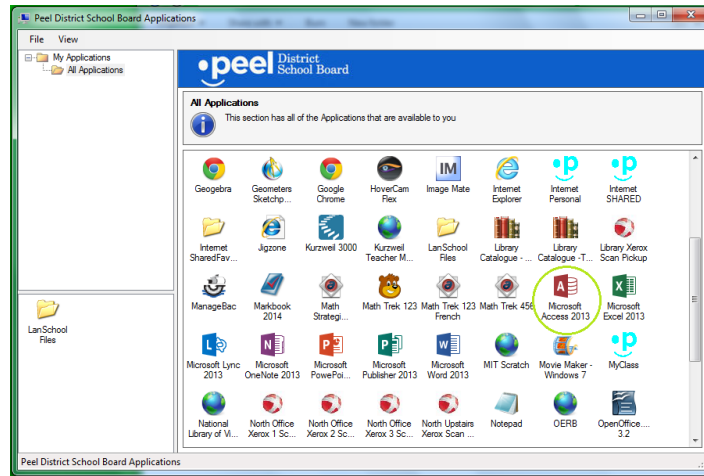 Peel District School Board Applications
File View
My Applications
All Applications
peel District
School Board
All Applications
This section has all of the Applications that are available to you
Geogebra Geometers Google HoverCam Image Mate Internet Internet Internet
Sketchp... Chrome Flex Explorer Personal SHARED
IM
Internet Jigzone Kurzweil 3000 Kurzweil LanSchool Library Library Library Xerox
SharedFav... Teacher M... Files Catalogue - ... Catalogue -T... Scan Pickup
ManageBac Markbook Math Math Trek 123 Math Trek 123 Math Trek 456 Microsoft Microsoft
2014 Strategi... French Access 2013 Excel 2013
LanSchool
Files
Microsoft Lync Microsoft Microsoft Microsoft Microsoft MIT Scratch Movie Maker - MyClass
2013 OneNote 2013 PowePoi... Publisher 2013 Word 2013 Windows 7
National North Office North Office North Office North Upstairs Notepad OERB OpenOffice....
Library of Vi... Xerox 1 Sc... Xerox 2 Sc... Xerox 3 Sc... Xerox Scan ... 3.2
Peel District School Board Applications